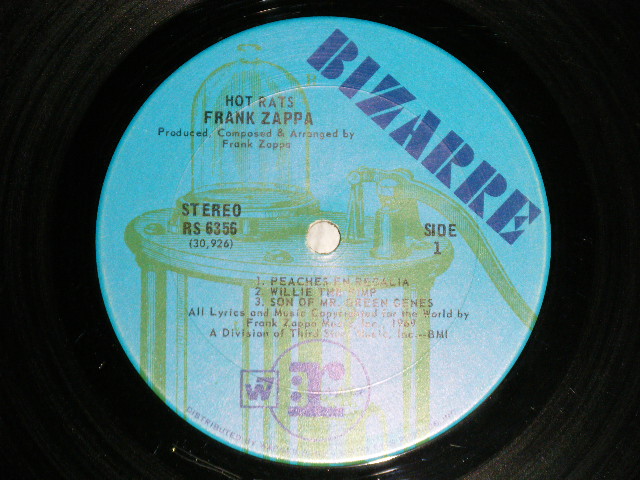 BIZARRE
HOT RATS
FRANK ZAPPA
Produced, Composed & Arranged by
Frank Zappa
STEREO
RS 6356
(30,926)
SIDE
1
1. PEACHES EN REGALIA
2. WILLIE THE PIMP
3. SON OF MR. GREEN GENES
All Lyrics and Music Copyrighted for the World by
Frank Zappa Music, Inc., 1969
A Division of Third Story Music, Inc.—BMI
W
r:
DISTRIBUTED BY